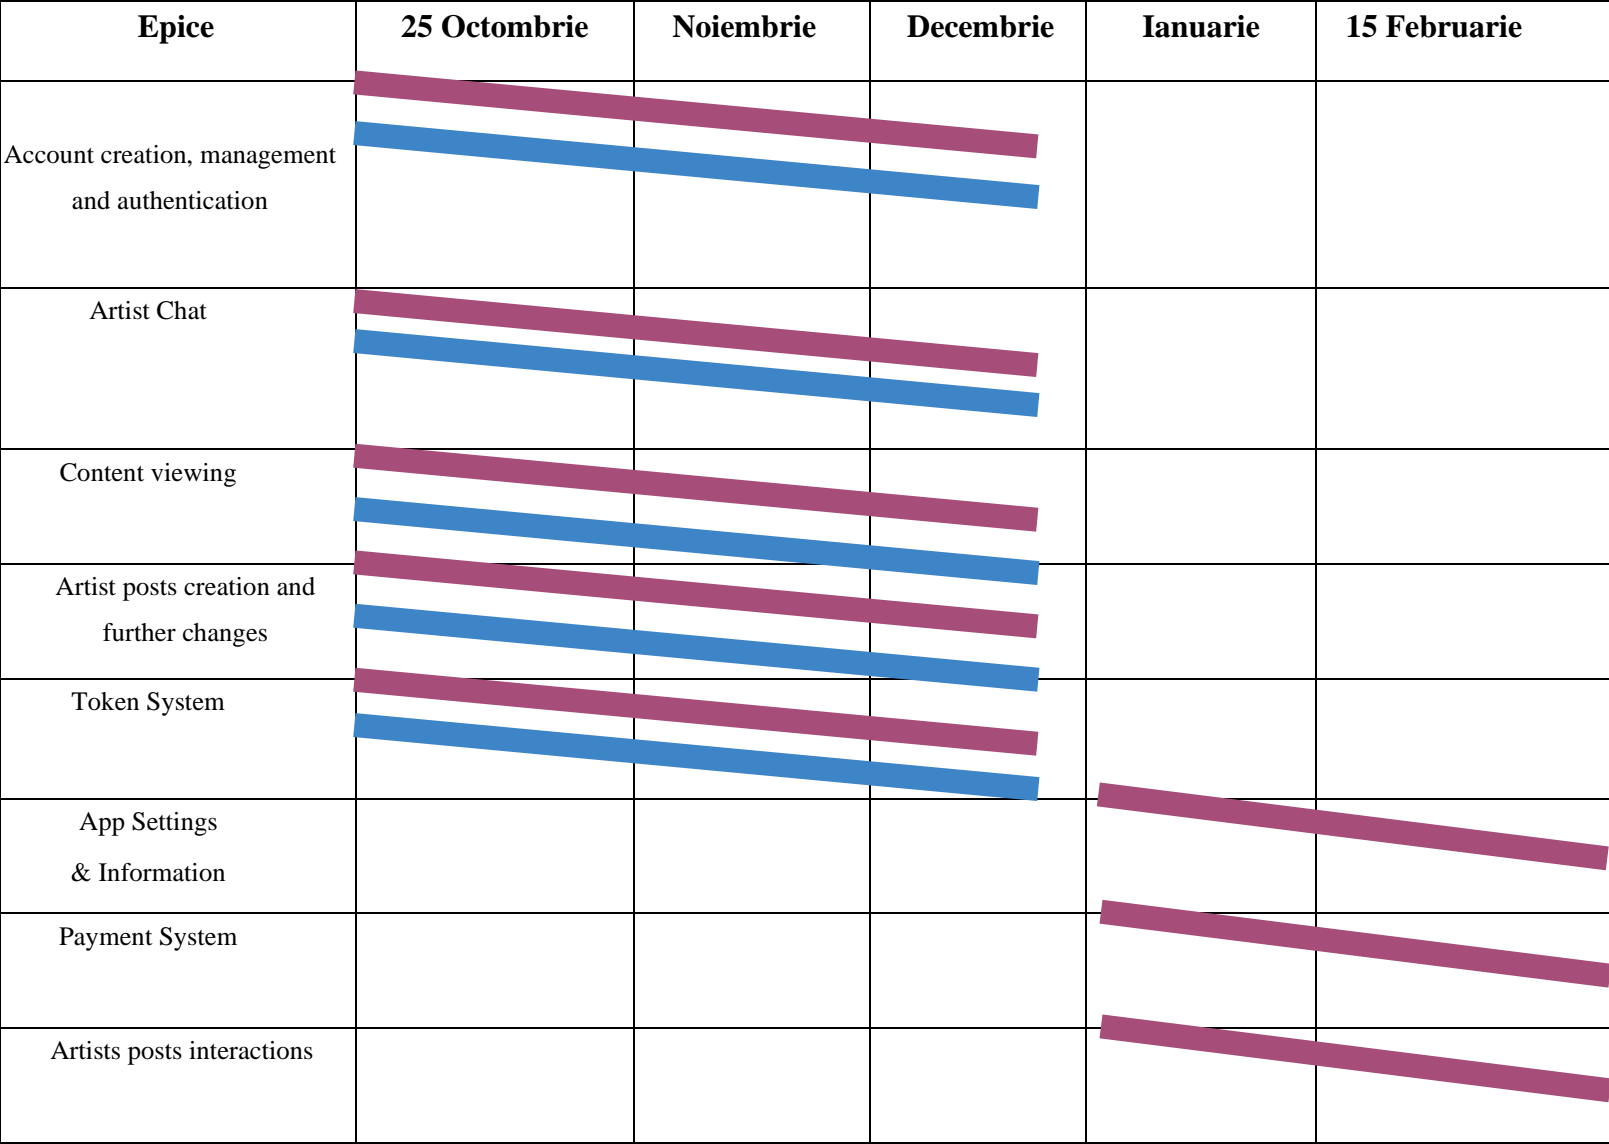 Epice 25 Octombrie Noiembrie Decembrie Ianuarie 15 Februarie
Account creation, management
and authentication
Artist Chat
Content viewing
Artist posts creation and
further changes
Token System
App Settings
& Information
Payment System
Artists posts interactions